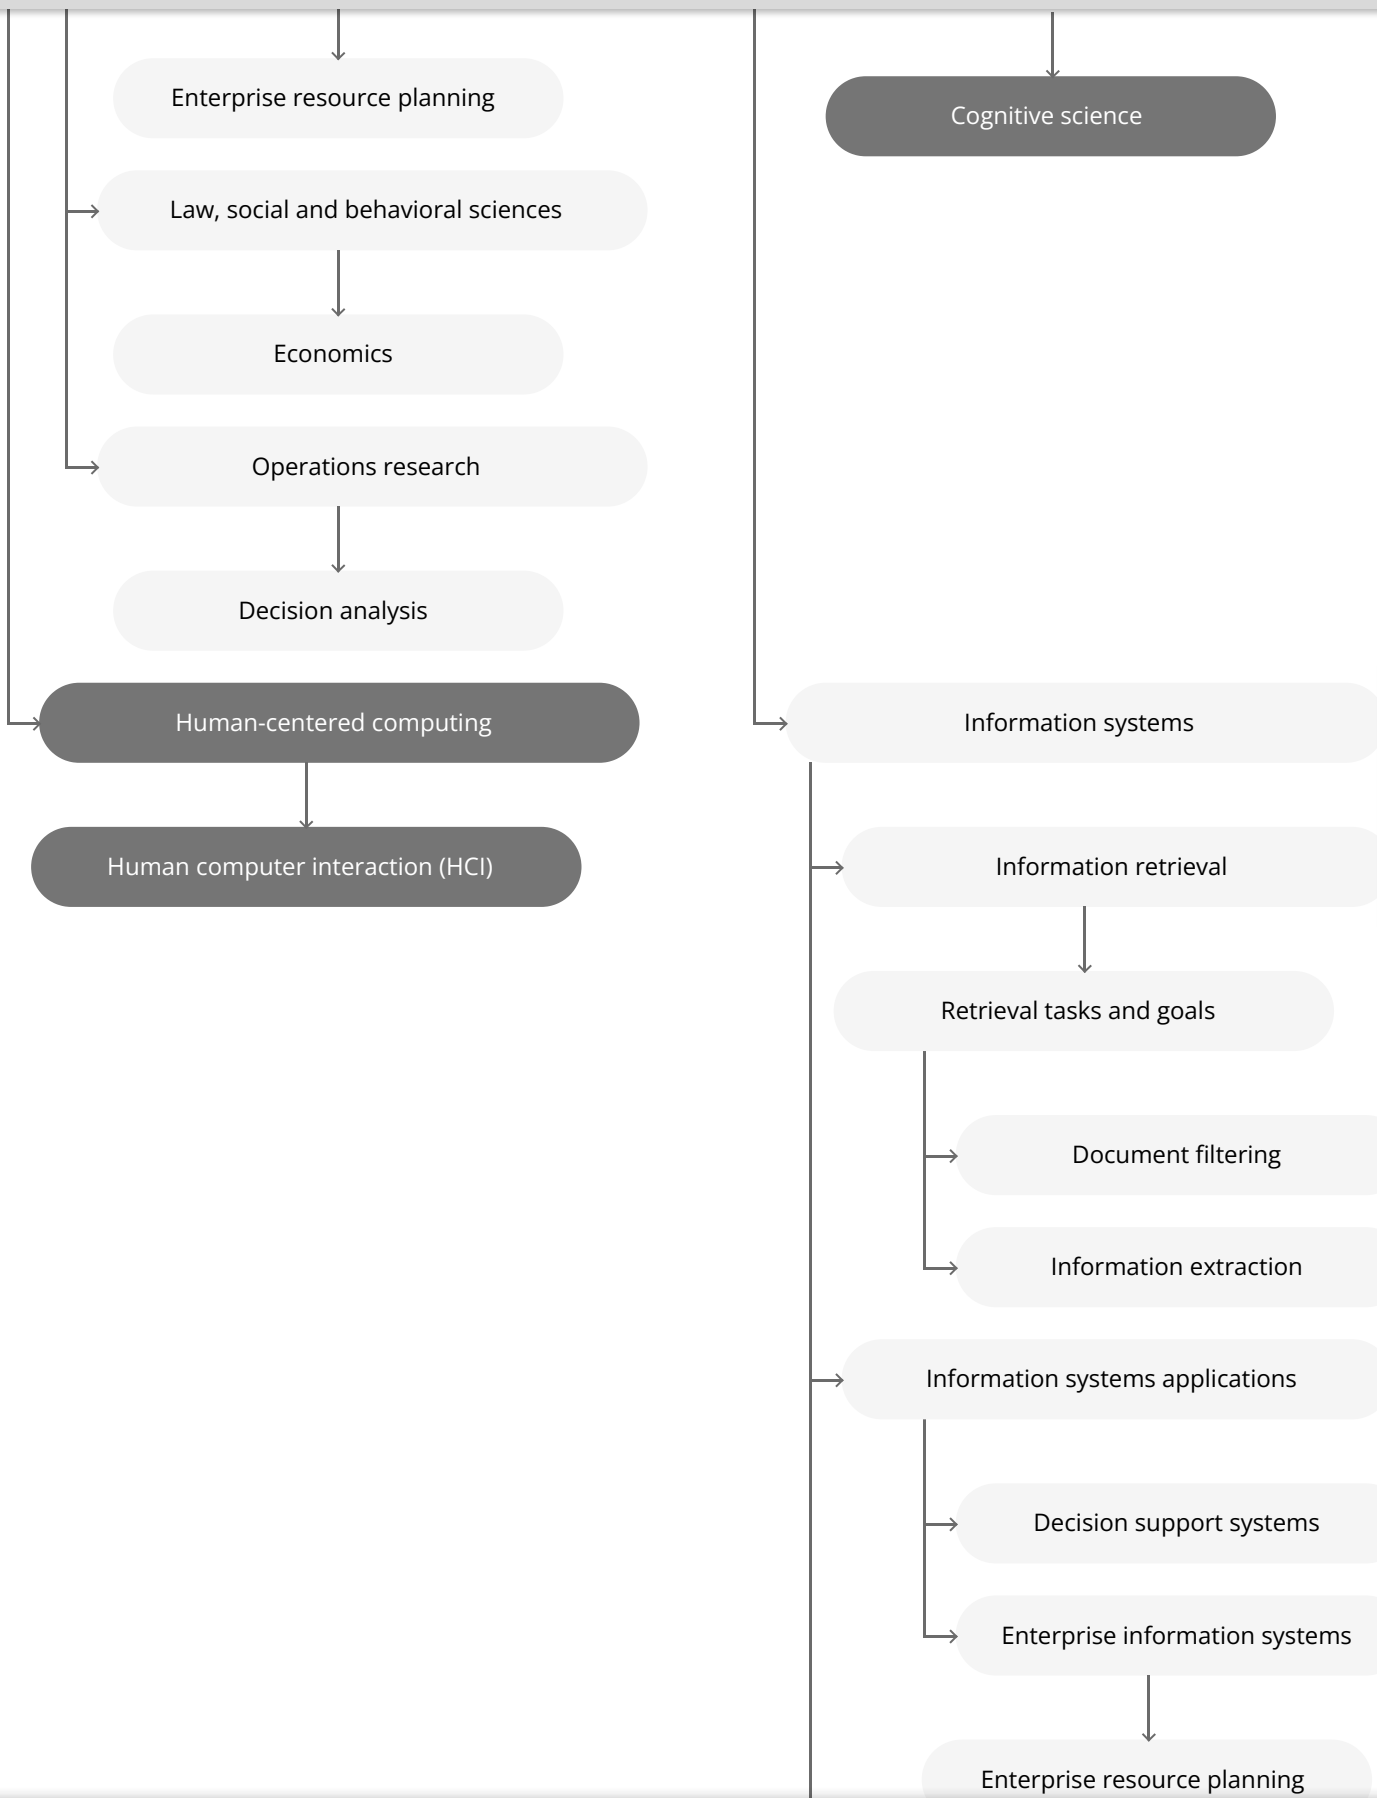 Enterprise resource planning
Law, social and behavioral sciences
Economics
Operations research
Decision analysis
Human-centered computing
Human computer interaction (HCI)
Cognitive science
Information systems
Information retrieval
Retrieval tasks and goals
Document filtering
Information extraction
Information systems applications
Decision support systems
Enterprise information systems
Enterprise resource planning